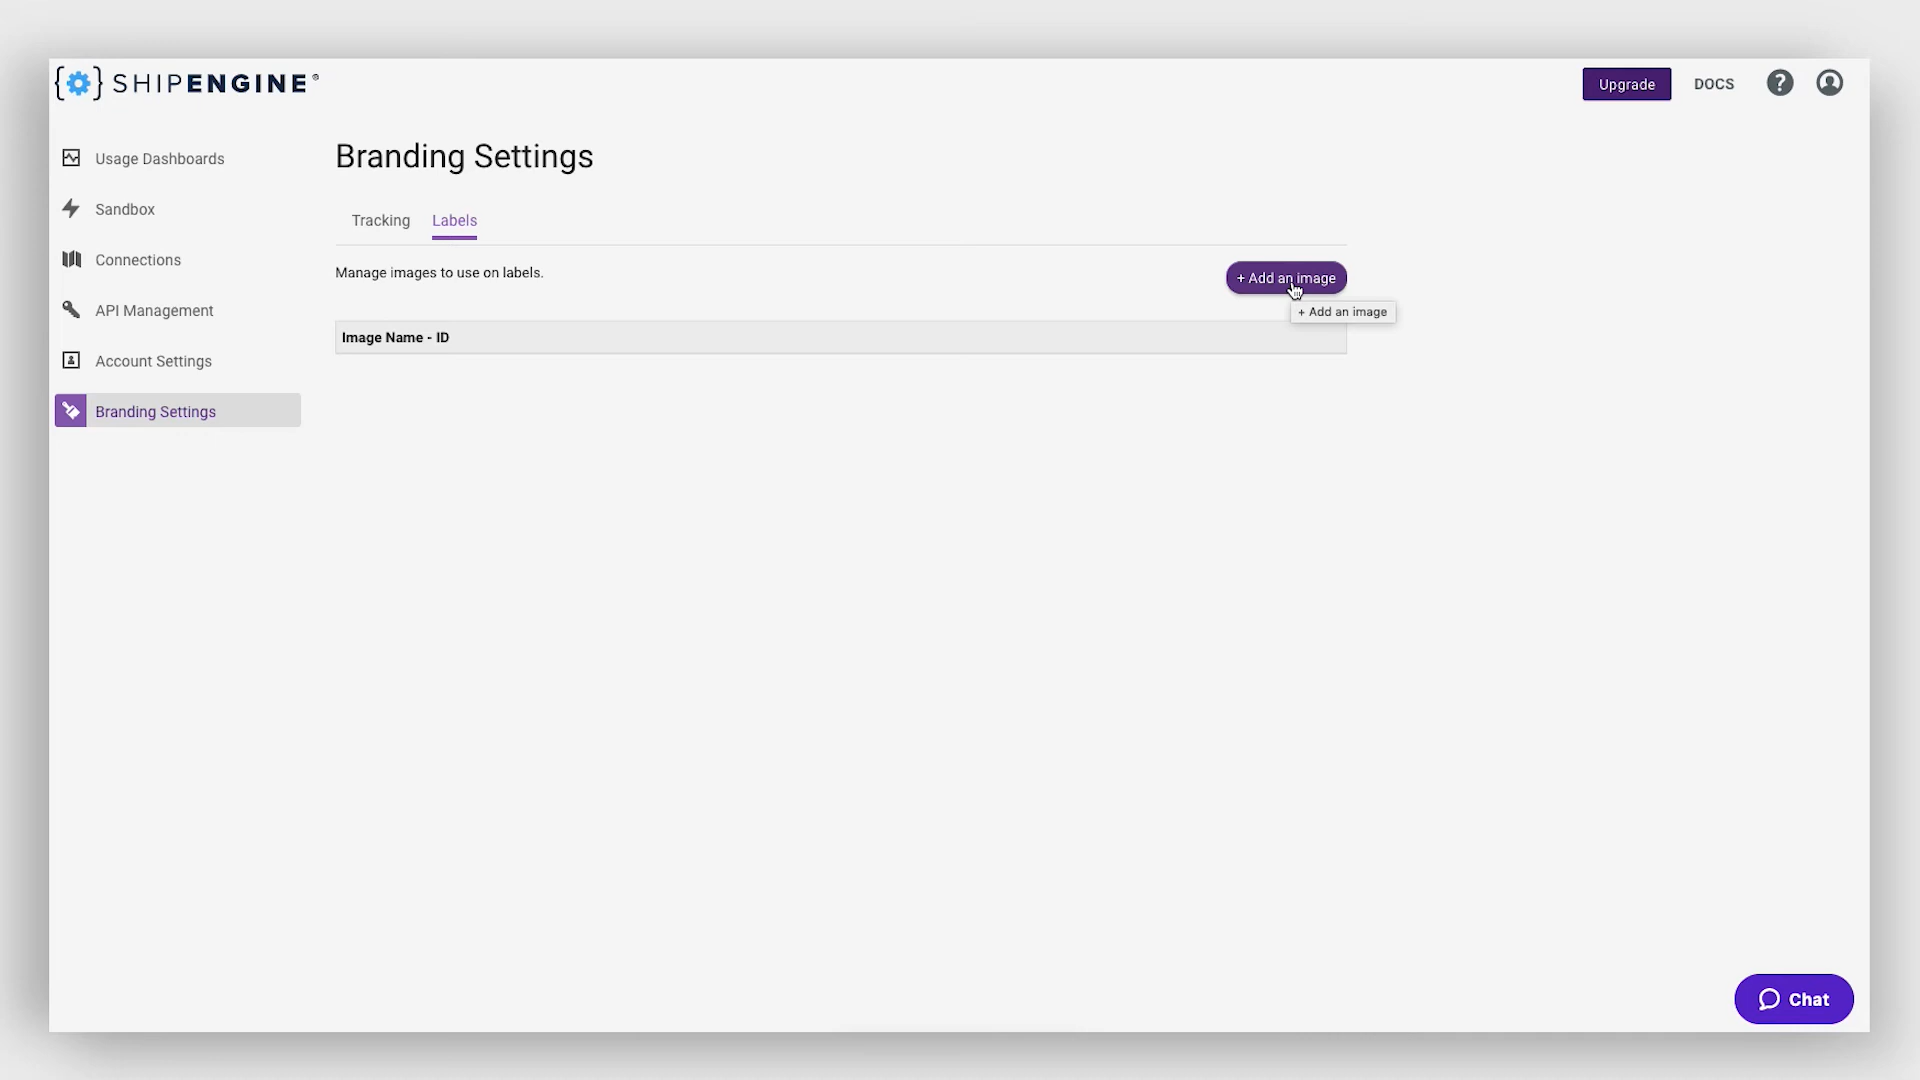 { } SHIPENGINE®
Upgrade
DOCS
?
Usage Dashboards
Sandbox
Connections
API Management
Account Settings
Branding Settings
Branding Settings
Tracking
Labels
Manage images to use on labels.
+ Add an image
+ Add an image
Image Name - ID
Chat